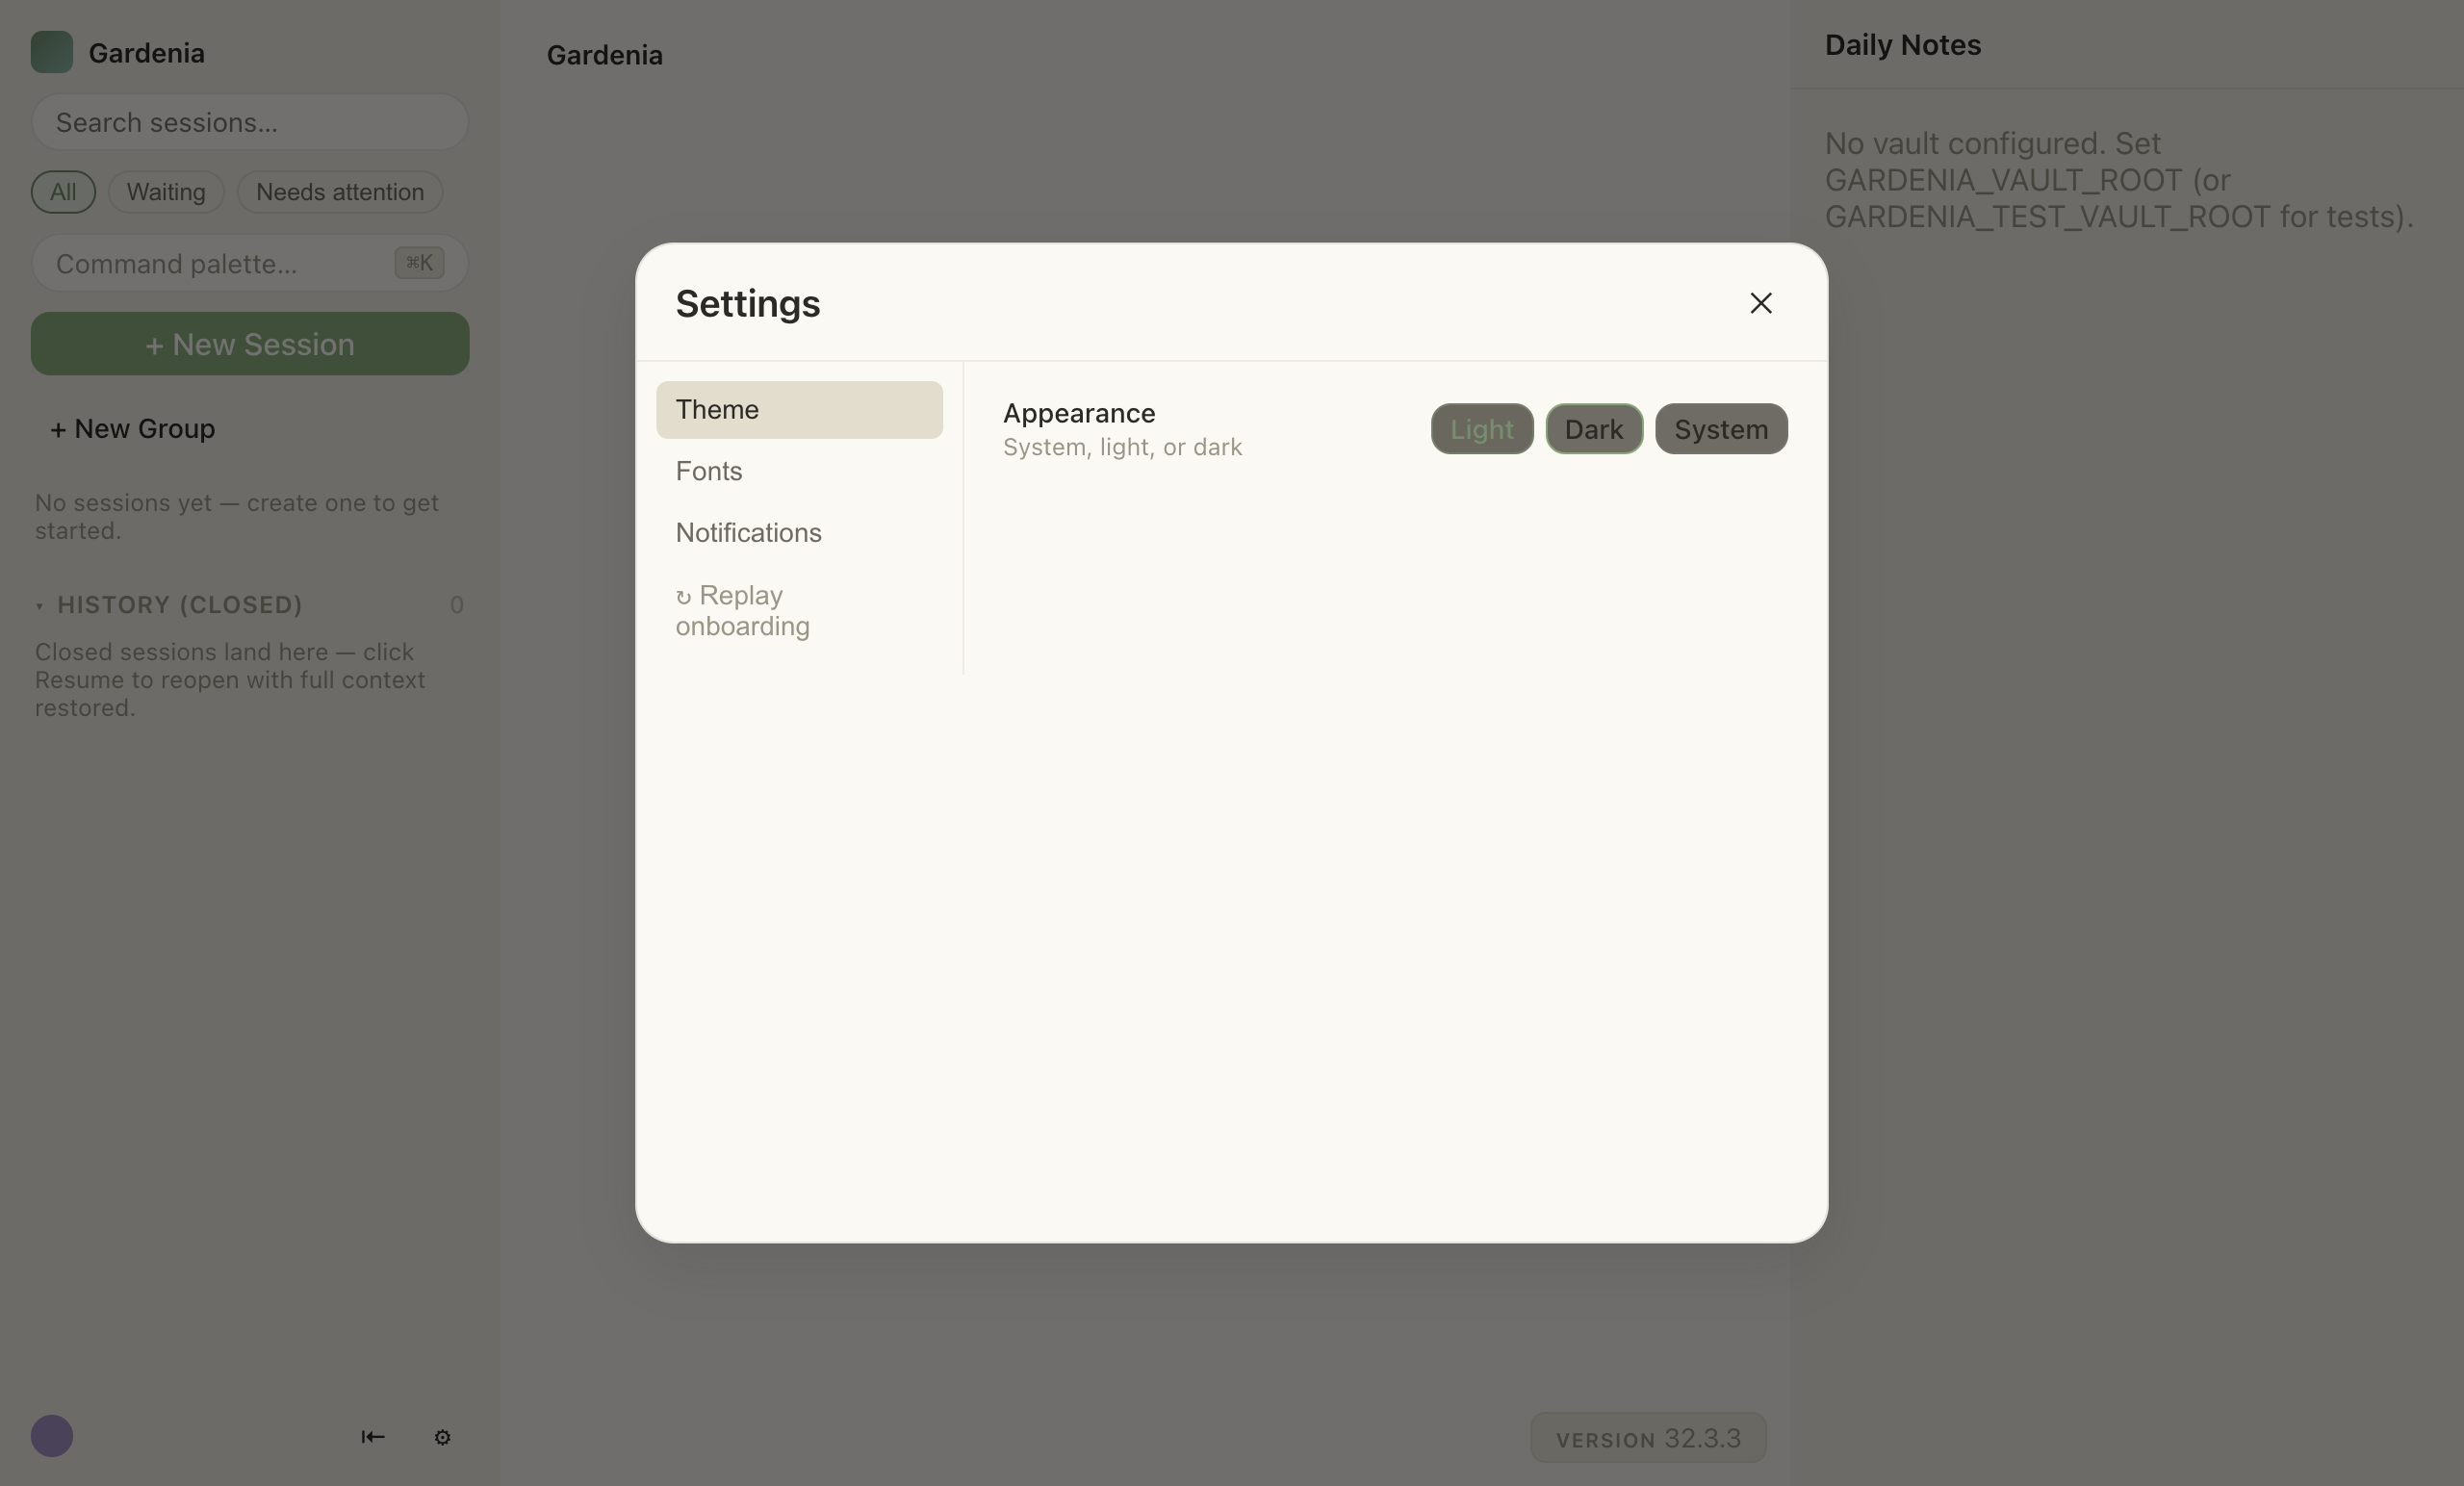 Gardenia
Search sessions...
All Waiting Needs attention
Command palette... ⌘K
+ New Session
+ New Group
No sessions yet — create one to get
started.
▾ HISTORY (CLOSED) 0
Closed sessions land here — click
Resume to reopen with full context
restored.
Gardenia
Settings
Theme
Fonts
Notifications
↻ Replay
onboarding
Appearance
System, light, or dark
Light Dark System
VERSION 32.3.3
Daily Notes
No vault configured. Set
GARDENIA_VAULT_ROOT (or
GARDENIA_TEST_VAULT_ROOT for tests).